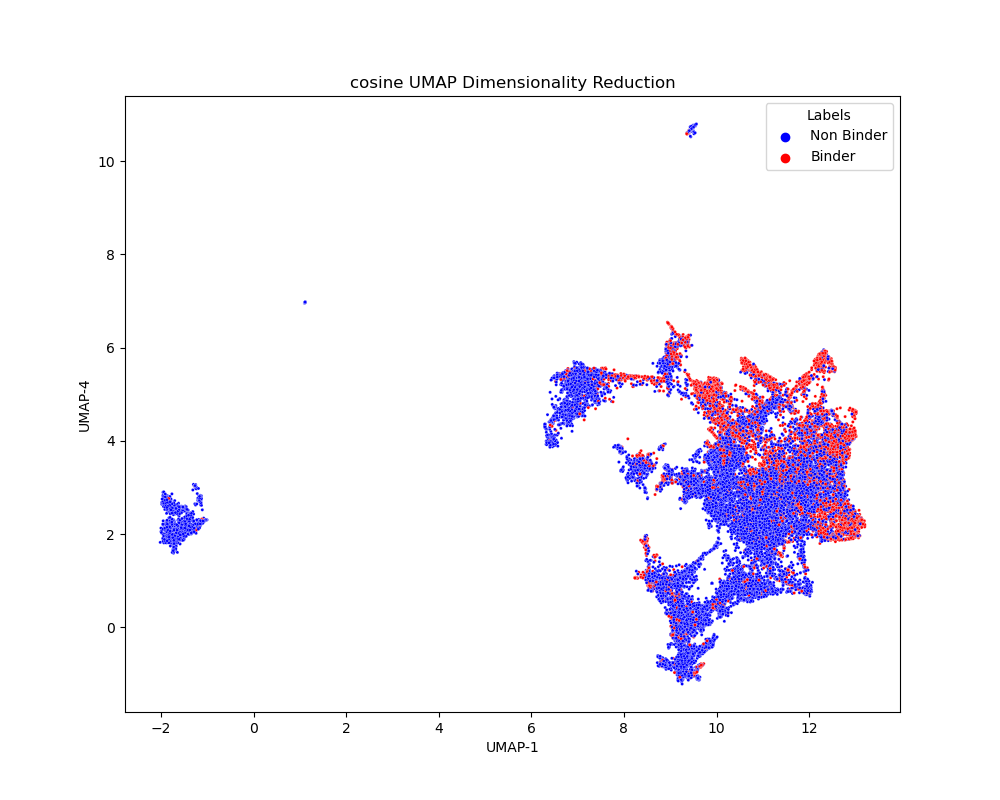 cosine UMAP Dimensionality Reduction
Labels
Non Binder
Binder
10
8
6
4
2
0
UMAP-4
−2
0
2
4
6
8
10
12
UMAP-1